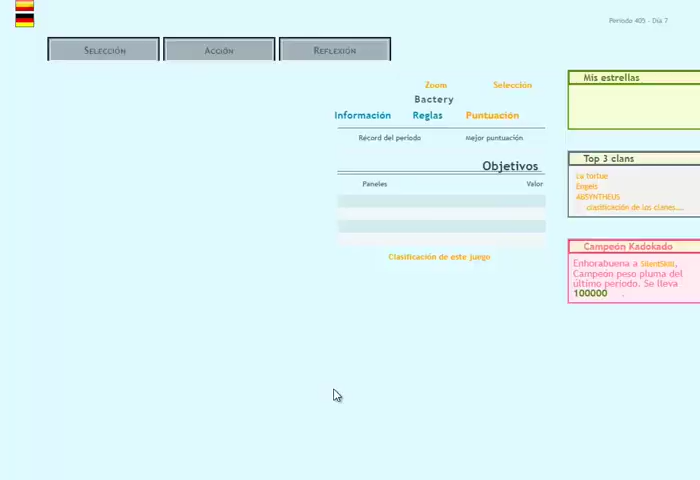 Periodo 405 - Día 7
Selección
Acción
Reflexión
Zoom
Selección
Bactery
Información
Reglas
Puntuación
Récord del período
Mejor puntuación
Objetivos
Paneles
Valor
Clasificación de este juego
Mis estrellas
Top 3 clans
La tortue
Engels
ABSYNTHEUS
clasificación de los clanes...
Campeón Kadokado
Enhorabuena a SilentSkill,
Campeón peso pluma del
último periodo. Se lleva
100000 .